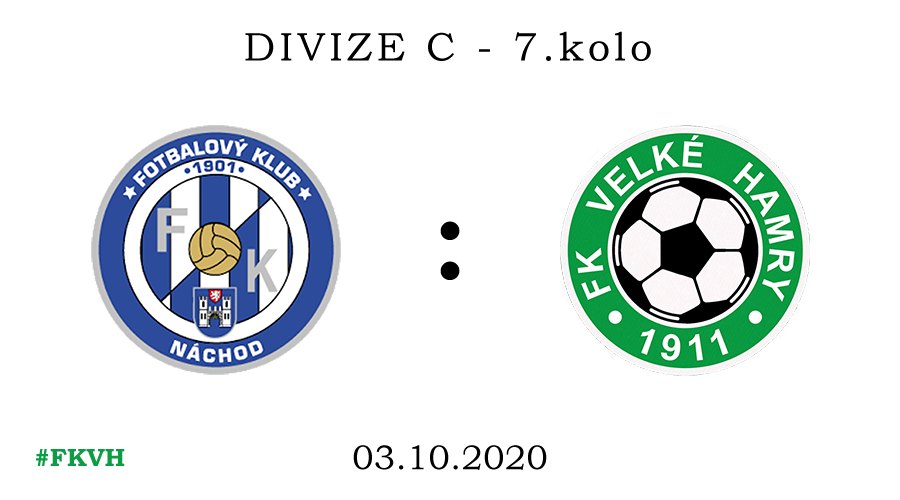 DIVIZE C - 7.kolo
FOTBALOVÝ KLUB
•1901•
F
K
NÁCHOD
:
FK VELKÉ HAMRY
• 1911 •
#FKVH
03.10.2020